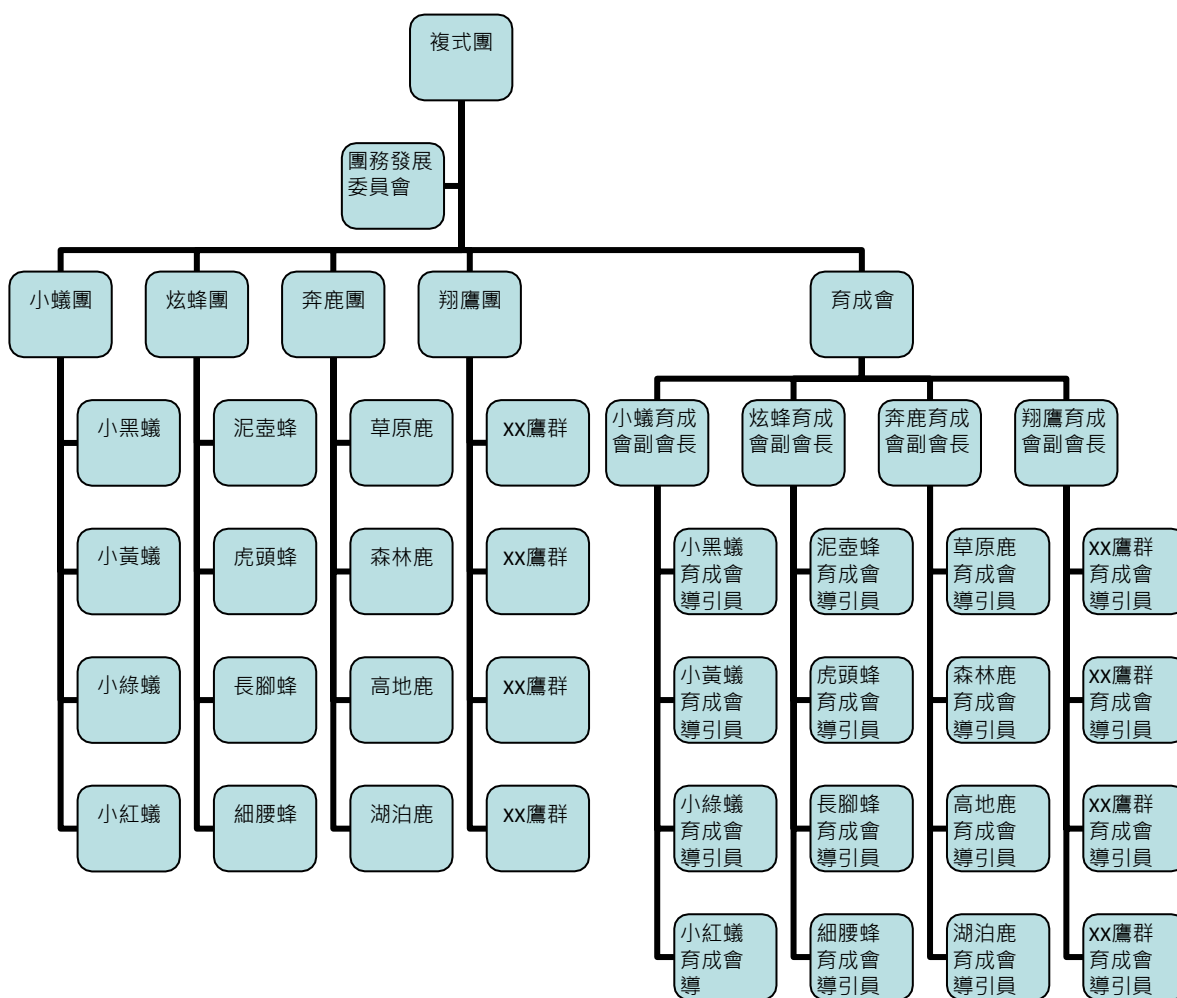 複式團
團務發展
委員會
小蟻團
炫蜂團
奔鹿團
翔鷹團
育成會
小黑蟻
泥壺蜂
草原鹿
xx鷹群
小蟻育成
會副會長
炫蜂育成
會副會長
奔鹿育成
會副會長
翔鷹育成
會副會長
小黃蟻
虎頭蜂
森林鹿
xx鷹群
小黑蟻
育成會
導引員
泥壺蜂
育成會
導引員
草原鹿
育成會
導引員
xx鷹群
育成會
導引員
小綠蟻
長腳蜂
高地鹿
xx鷹群
小黃蟻
育成會
導引員
虎頭蜂
育成會
導引員
森林鹿
育成會
導引員
xx鷹群
育成會
導引員
小紅蟻
細腰蜂
湖泊鹿
xx鷹群
小綠蟻
育成會
導引員
長腳蜂
育成會
導引員
高地鹿
育成會
導引員
xx鷹群
育成會
導引員
小紅蟻
育成會
導
細腰蜂
育成會
導引員
湖泊鹿
育成會
導引員
xx鷹群
育成會
導引員